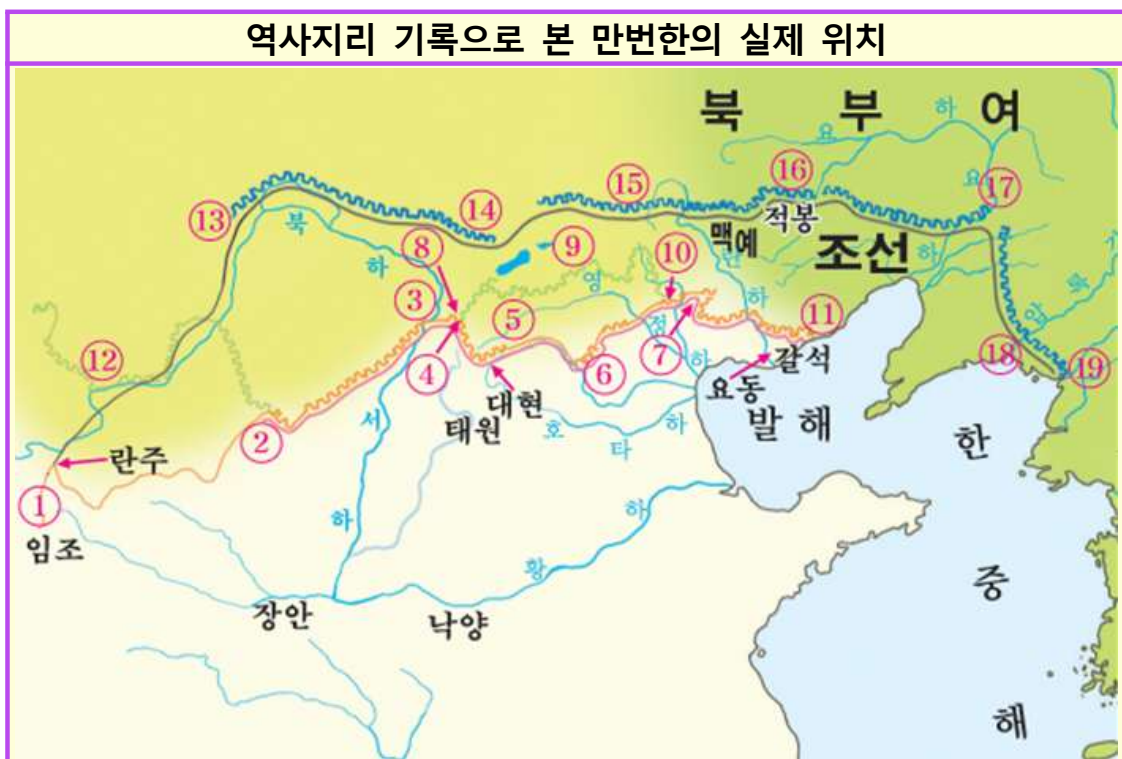 역사지리 기록으로 본 만번한의 실제 위치
북 부 여
요 하
⑯
⑮
⑰
요
⑬
북
⑭
적봉
맥예
⑧
⑨
⑩
조선
하
란
하
영
③
⑤
정
하
⑪
⑫
④
⑥
⑦
하
갈석
⑱
⑲
압
록
대현
요동
②
서
태원
호
타
하
발 해
한
란주
①
하
하
임조
황
중
장안
낙양
해